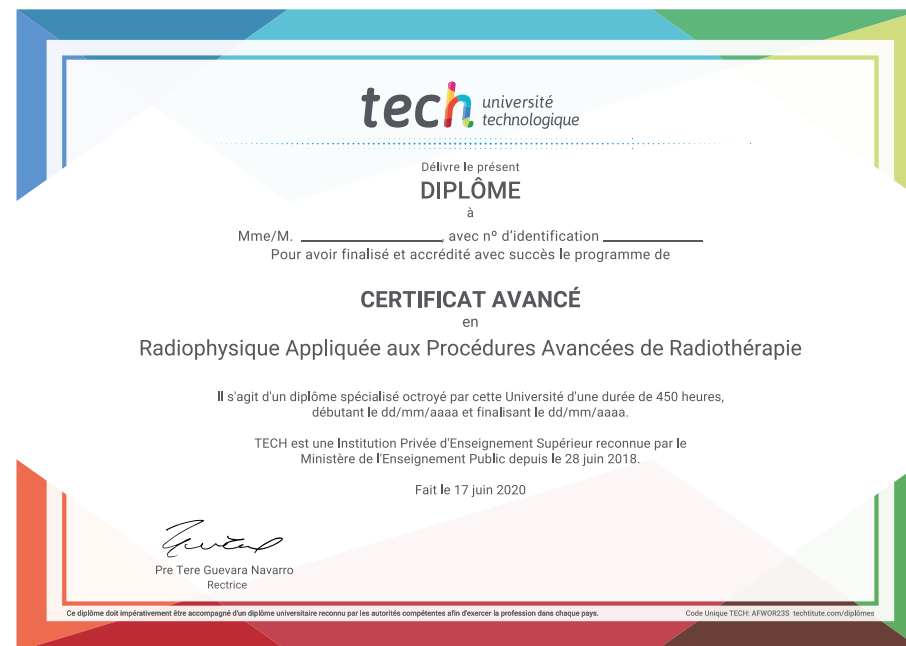 tech université
technologique
Délivre le présent
DIPLÔME
à
Mme/M. ____________________, avec nº d'identification ______________
Pour avoir finalisé et accrédité avec succès le programme de
CERTIFICAT AVANCÉ
en
Radiophysique Appliquée aux Procédures Avancées de Radiothérapie
Il s'agit d'un diplôme spécialisé octroyé par cette Université d'une durée de 450 heures,
débutant le dd/mm/aaaa et finalisant le dd/mm/aaaa.
TECH est une Institution Privée d'Enseignement Supérieur reconnue par le
Ministère de l'Enseignement Public depuis le 28 juin 2018.
Fait le 17 juin 2020
Pre Tere Guevara Navarro
Rectrice
Ce diplôme doit impérativement être accompagné d'un diplôme universitaire reconnu par les autorités compétentes afin d'exercer la profession dans chaque pays.
Code Unique TECH: AFWOR23S techtitute.com/diplômes